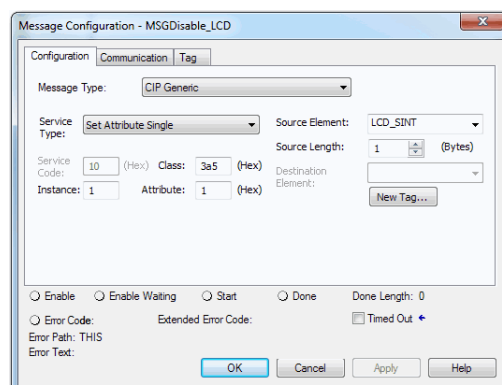 Message Configuration - MSGDisable_LCD
x
Configuration Communication Tag
Message Type: CIP Generic
Service Type: Set Attribute Single Source Element: LCD_SINT
Source Length: 1 (Bytes)
Service Code: 10 (Hex) Class: 3a5 (Hex) Destination Element:
Instance: 1 Attribute: 1 (Hex) New Tag...
Enable Enable Waiting Start Done Done Length: 0
Error Code: Extended Error Code: Timed Out
Error Path: THIS
Error Text:
OK Cancel Apply Help